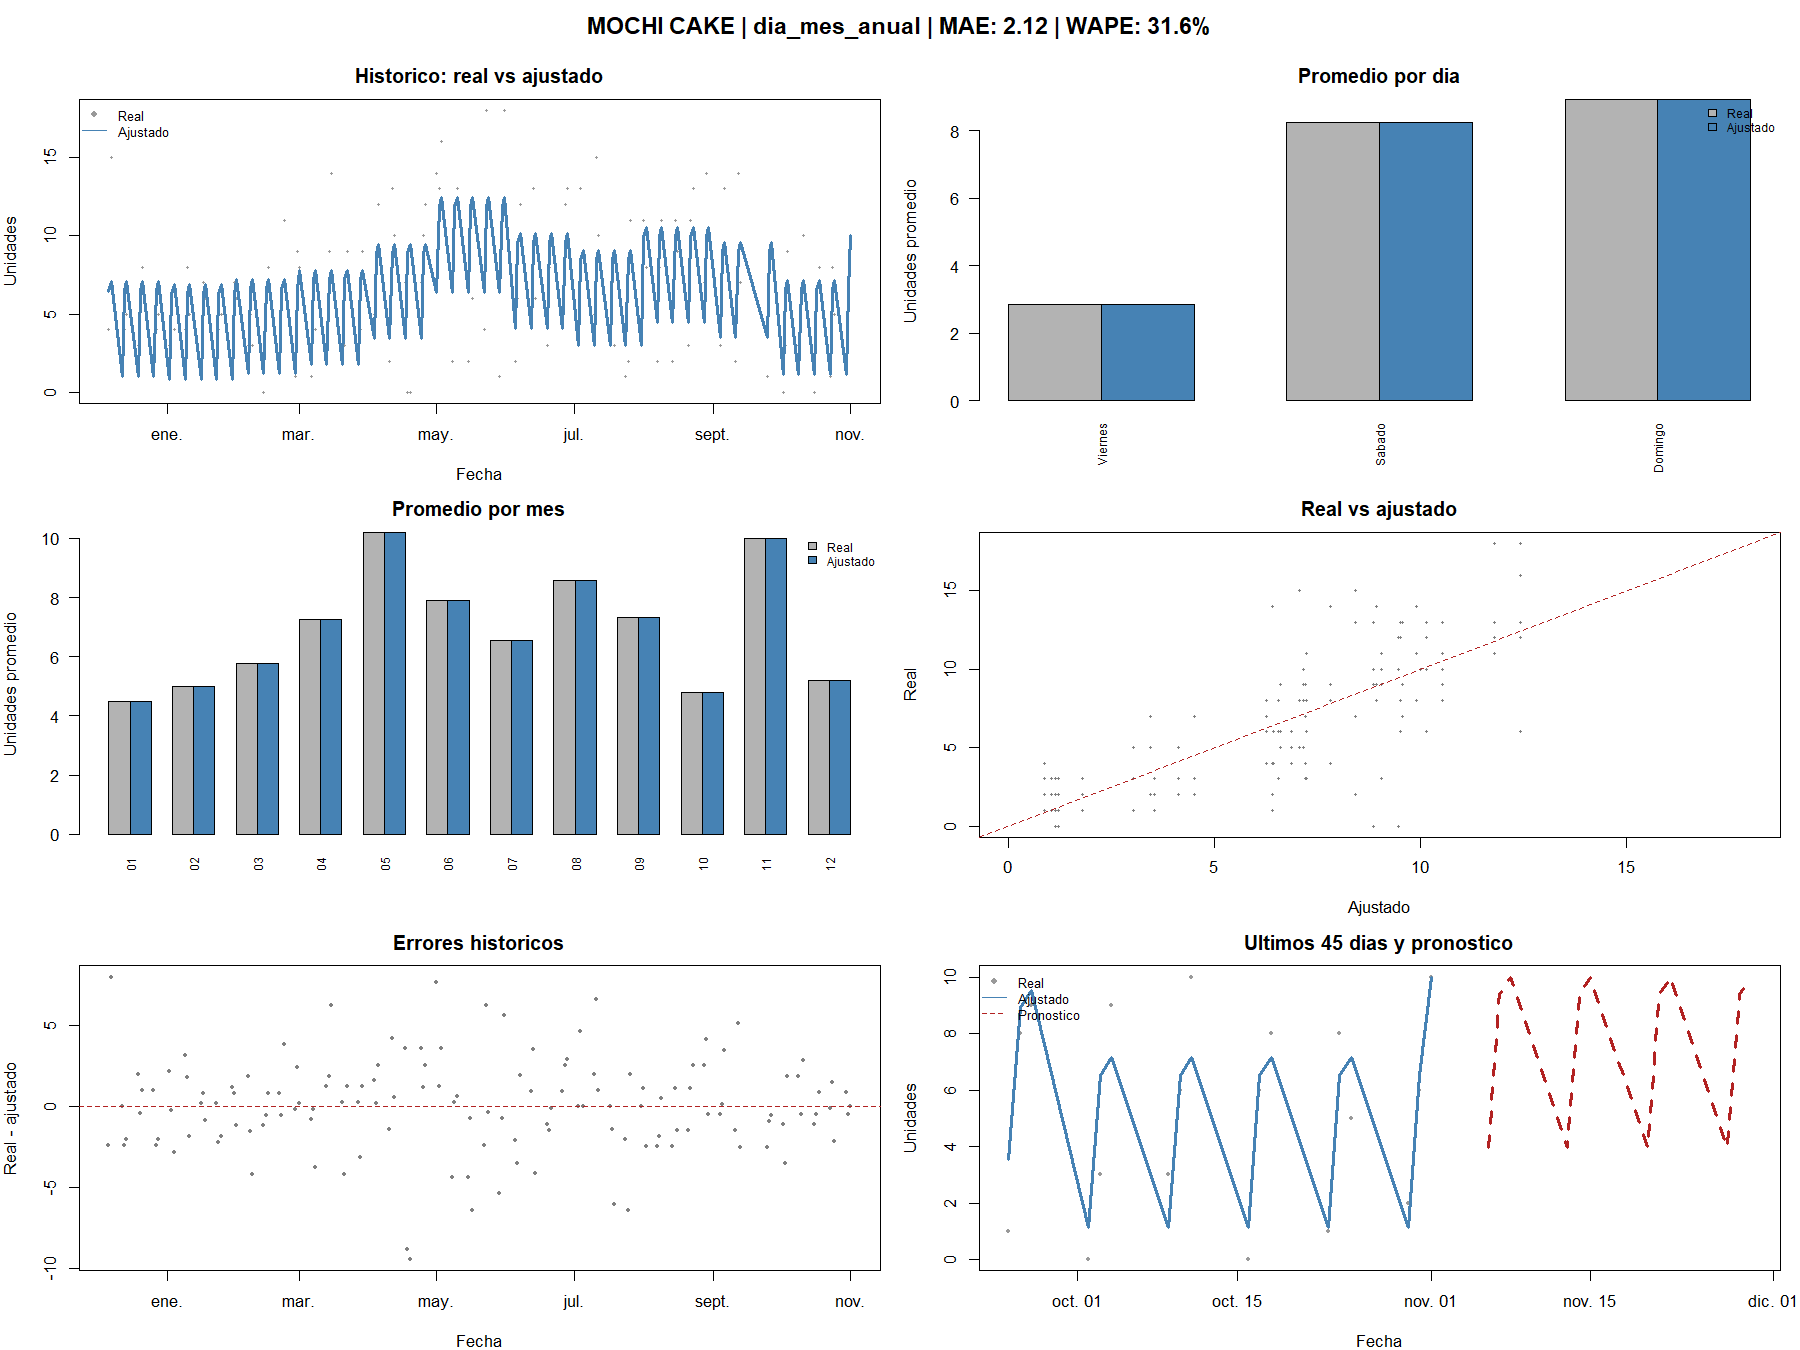 MOCHI CAKE | dia_mes_anual | MAE: 2.12 | WAPE: 31.6%
Historico: real vs ajustado
Real
Ajustado
Unidades
0
5
10
15
ene.
mar.
may.
jul.
sept.
nov.
Fecha
Promedio por dia
Real
Ajustado
Unidades promedio
0
2
4
6
8
Viernes
Sabado
Domingo
Promedio por mes
Real
Ajustado
Unidades promedio
0
2
4
6
8
10
01
02
03
04
05
06
07
08
09
10
11
12
Real vs ajustado
Real
0
5
10
15
0
5
10
15
Ajustado
Errores historicos
Real - ajustado
-10
-5
0
5
ene.
mar.
may.
jul.
sept.
nov.
Fecha
Ultimos 45 dias y pronostico
Real
Ajustado
Pronostico
Unidades
0
2
4
6
8
10
oct. 01
oct. 15
nov. 01
nov. 15
dic. 01
Fecha